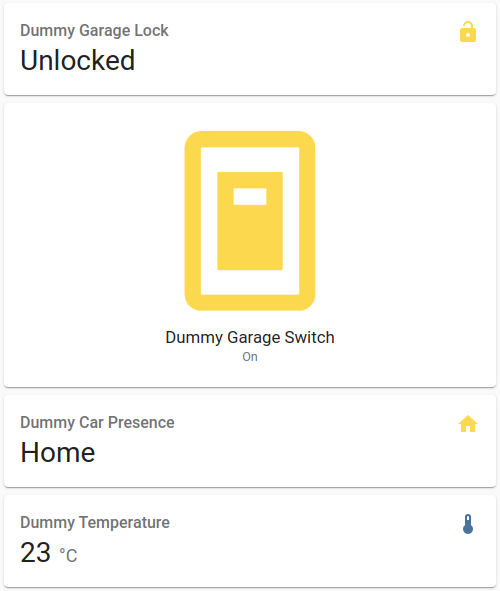 Dummy Garage Lock
Unlocked
Dummy Garage Switch
On
Dummy Car Presence
Home
Dummy Temperature
23 °C